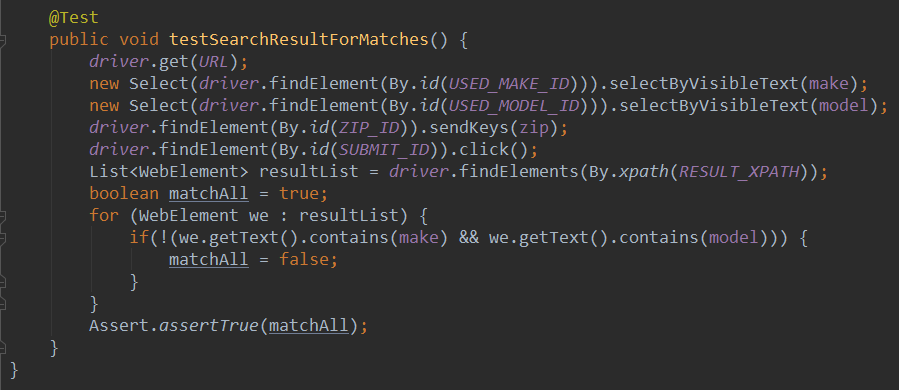 @Test
public void testSearchResultForMatches() {
driver.get(URL);
new Select(driver.findElement(By.id(USED_MAKE_ID))).selectByVisibleText(make);
new Select(driver.findElement(By.id(USED_MODEL_ID))).selectByVisibleText(model);
driver.findElement(By.id(ZIP_ID)).sendKeys(zip);
driver.findElement(By.id(SUBMIT_ID)).click();
List<WebElement> resultList = driver.findElements(By.xpath(RESULT_XPATH));
boolean matchAll = true;
for (WebElement we : resultList) {
if(!(we.getText().contains(make) && we.getText().contains(model))) {
matchAll = false;
}
}
Assert.assertTrue(matchAll);
}
}